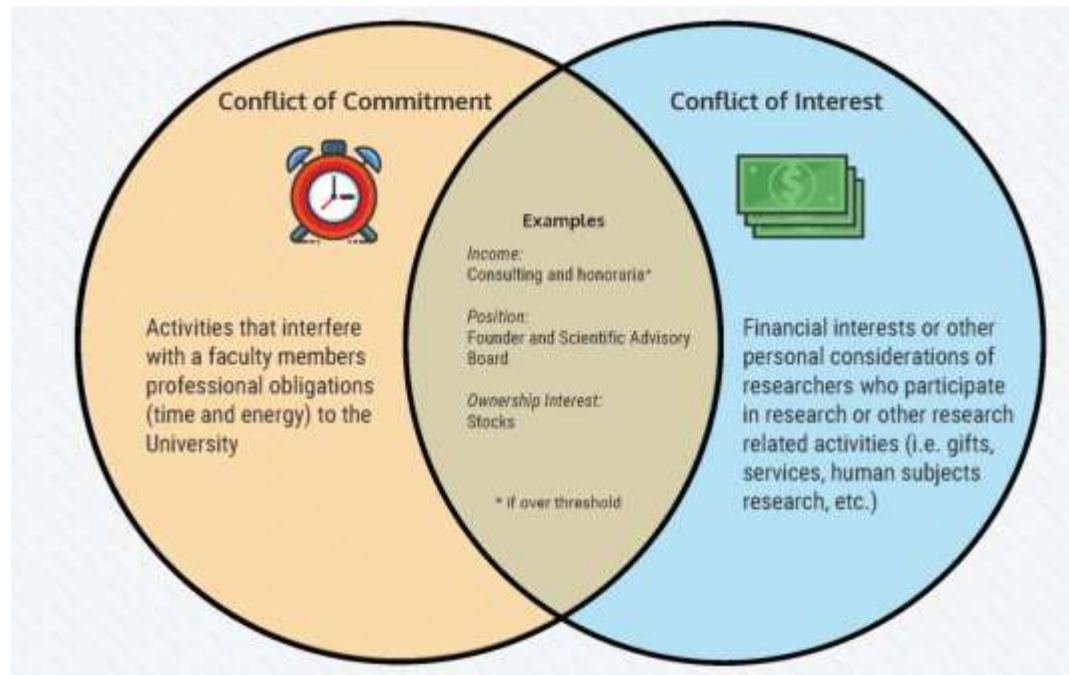 Conflict of Commitment
Activities that interfere
with a faculty members
professional obligations
(time and energy) to the
University
Examples
Income:
Consulting and honoraria*
Position:
Founder and Scientific Advisory
Board
Ownership Interest:
Stocks
* if over threshold
Conflict of Interest
$
Financial interests or other
personal considerations of
researchers who participate
in research or other research
related activities (i.e. gifts,
services, human subjects
research, etc.)